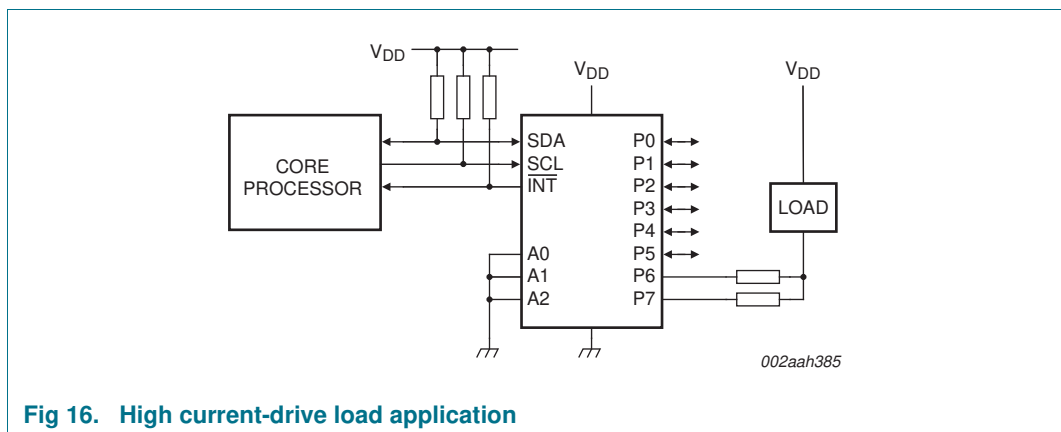 VDD
VDD
VDD
CORE
PROCESSOR
SDA
SCL
INT
A0
A1
A2
P0
P1
P2
P3
P4
P5
P6
P7
LOAD
002aah385
Fig 16. High current-drive load application